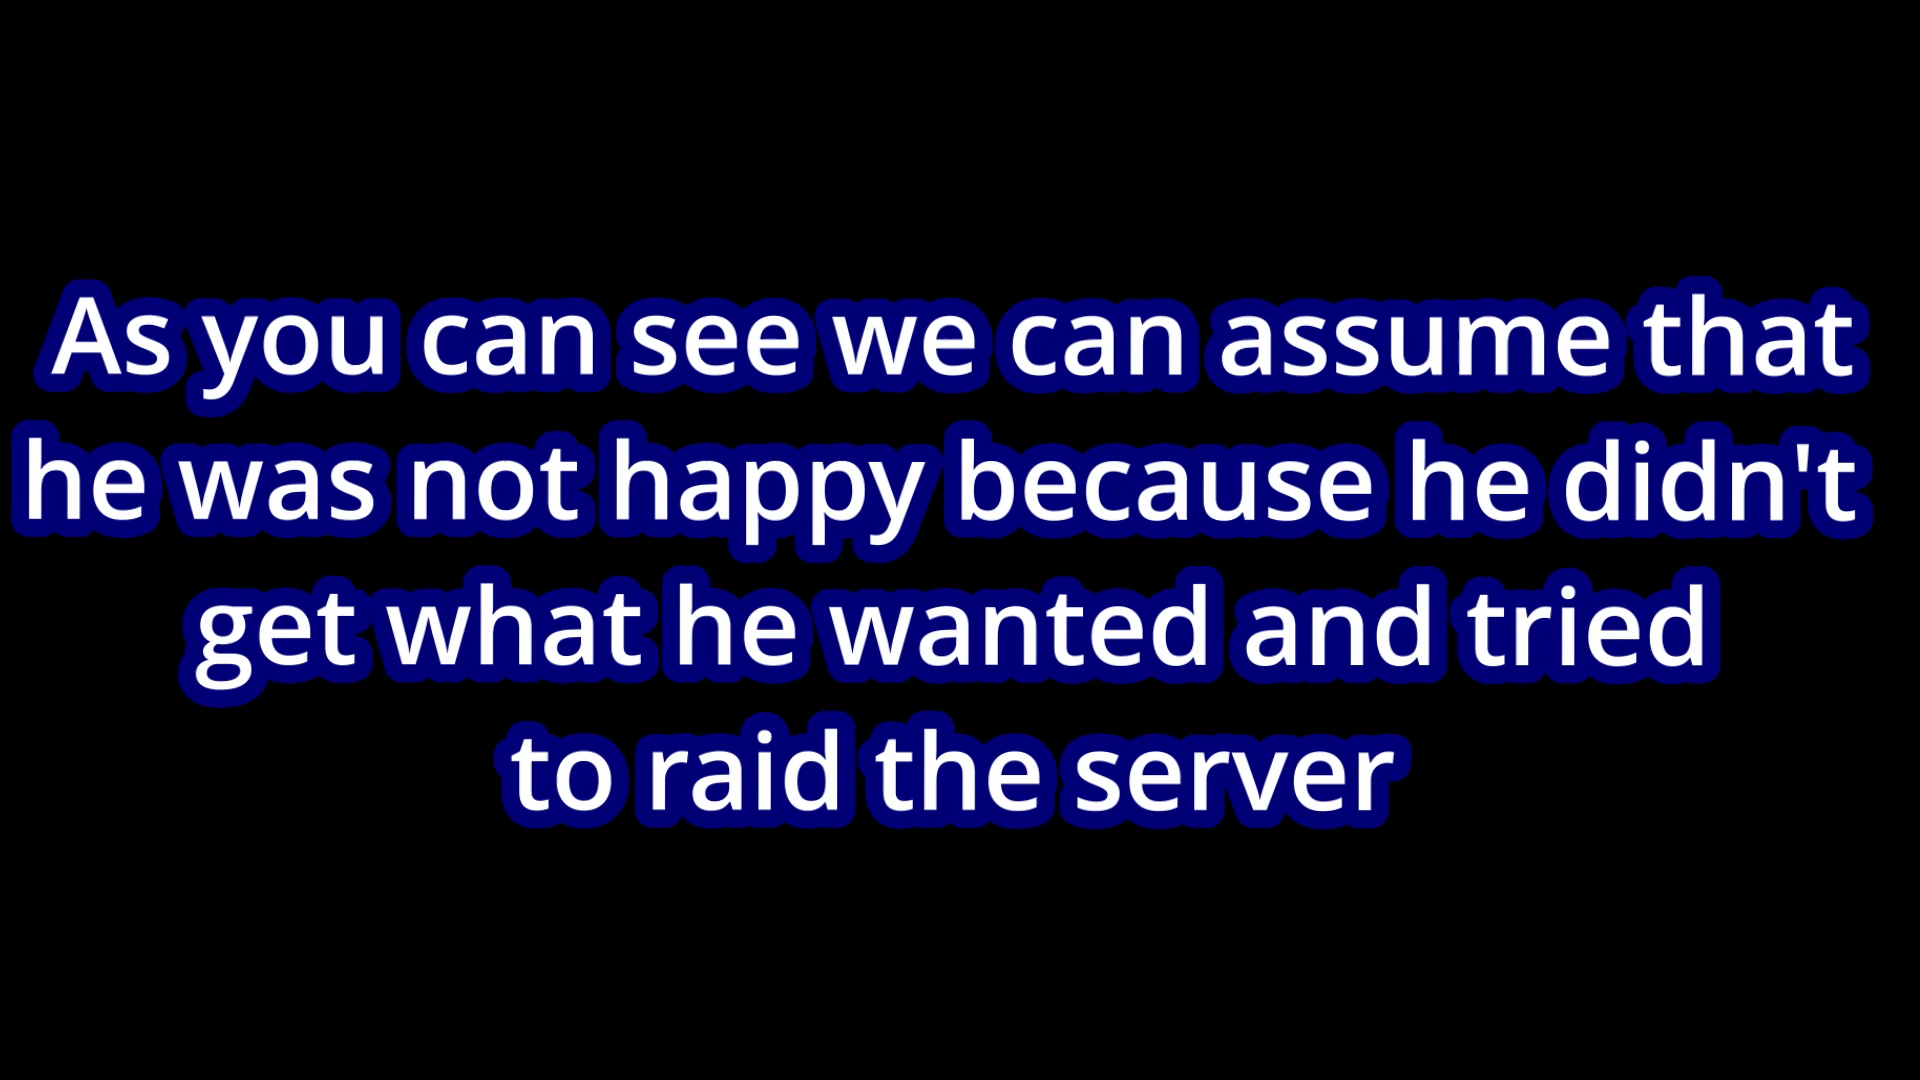 As you can see we can assume that
he was not happy because he didn't
get what he wanted and tried
to raid the server